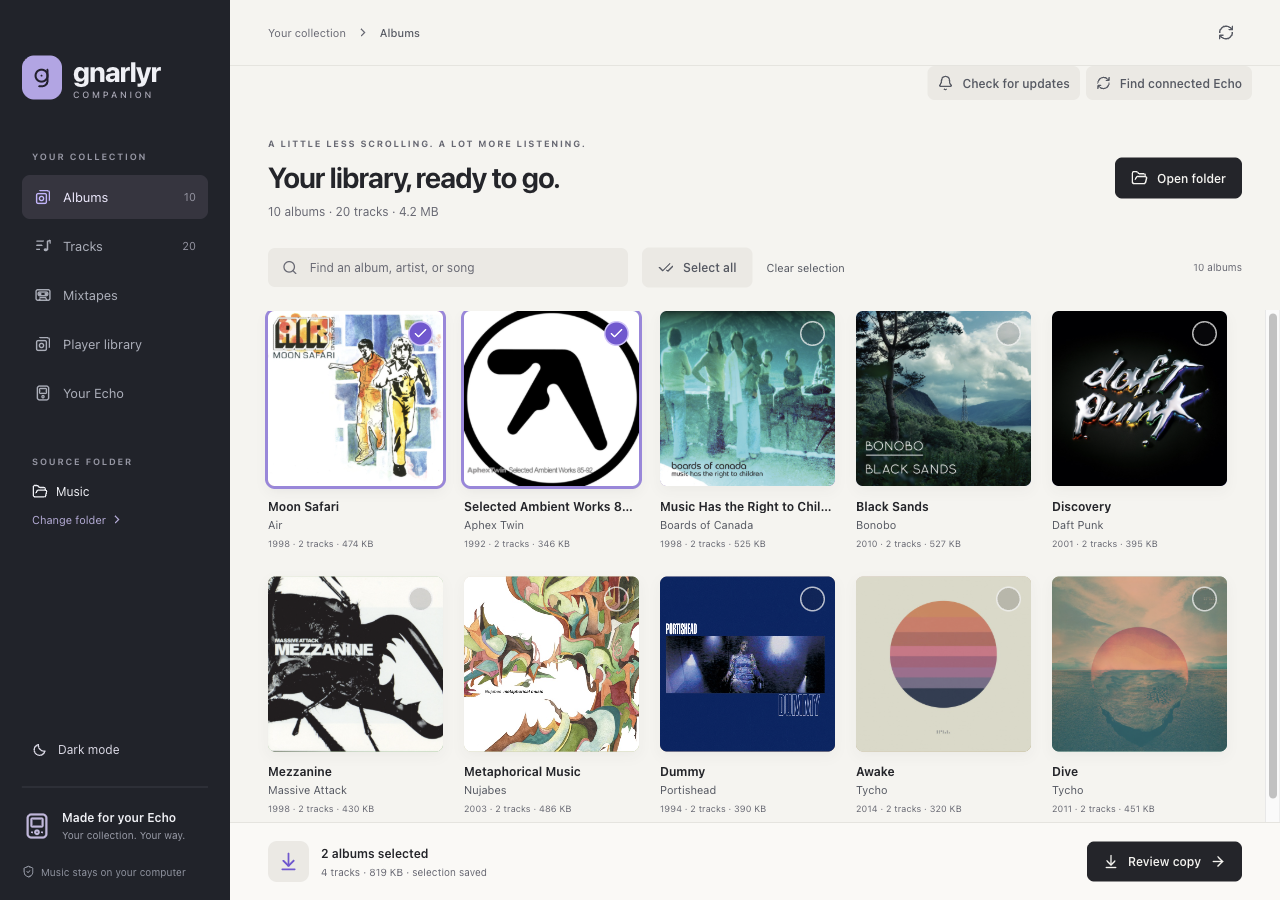 g gnarlyr
COMPANION
YOUR COLLECTION
Albums 10
Tracks 20
Mixtapes
Player library
Your Echo
SOURCE FOLDER
Music
Change folder
Dark mode
Made for your Echo
Your collection. Your way.
Music stays on your computer
Your collection > Albums
Check for updates
Find connected Echo
A LITTLE LESS SCROLLING. A LOT MORE LISTENING.
Your library, ready to go.
10 albums · 20 tracks · 4.2 MB
Open folder
Find an album, artist, or song
Select all
Clear selection
10 albums
AIR
MOON SAFARI
Aphex Twin Selected Ambient Works 85-92
boards of canada
music has the right to children
BONOBO
BLACK SANDS
daft
punk
Moon Safari
Air
1998 · 2 tracks · 474 KB
Selected Ambient Works 8...
Aphex Twin
1992 · 2 tracks · 346 KB
Music Has the Right to Chil...
Boards of Canada
1998 · 2 tracks · 525 KB
Black Sands
Bonobo
2010 · 2 tracks · 527 KB
Discovery
Daft Punk
2001 · 2 tracks · 395 KB
MASSIVE ATTACK
MEZZANINE
Nujabes metaphorical music
PORTISHEAD
DUMMY
Mezzanine
Massive Attack
1998 · 2 tracks · 430 KB
Metaphorical Music
Nujabes
2003 · 2 tracks · 486 KB
Dummy
Portishead
1994 · 2 tracks · 390 KB
Awake
Tycho
2014 · 2 tracks · 320 KB
Dive
Tycho
2011 · 2 tracks · 451 KB
2 albums selected
4 tracks · 819 KB · selection saved
Review copy